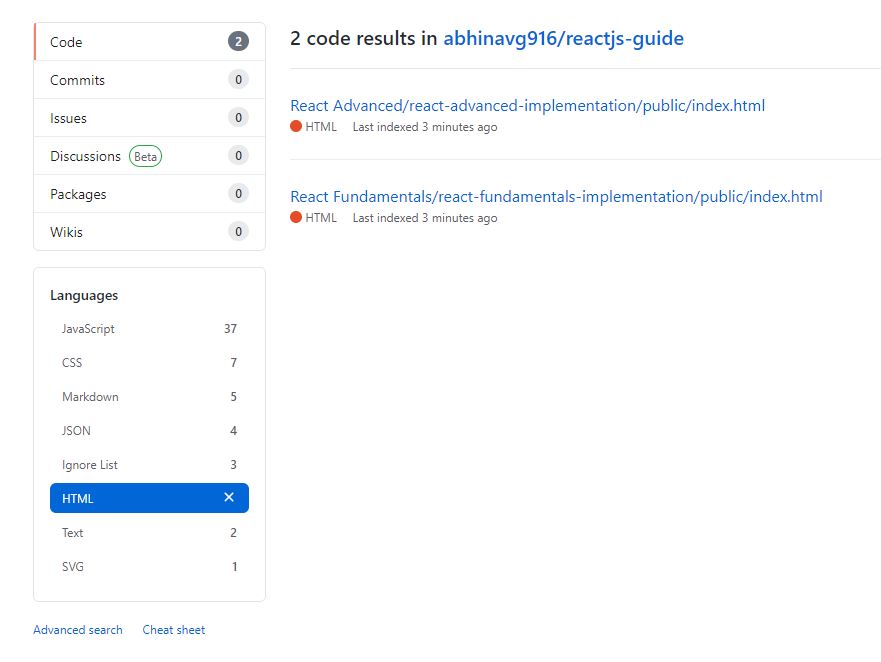 Code 2
Commits 0
Issues 0
Discussions Beta 0
Packages 0
Wikis 0
Languages
JavaScript 37
CSS 7
Markdown 5
JSON 4
Ignore List 3
HTML ✕
Text 2
SVG 1
Advanced search Cheat sheet
2 code results in abhinavg916/reactjs-guide
React Advanced/react-advanced-implementation/public/index.html
HTML Last indexed 3 minutes ago
React Fundamentals/react-fundamentals-implementation/public/index.html
HTML Last indexed 3 minutes ago